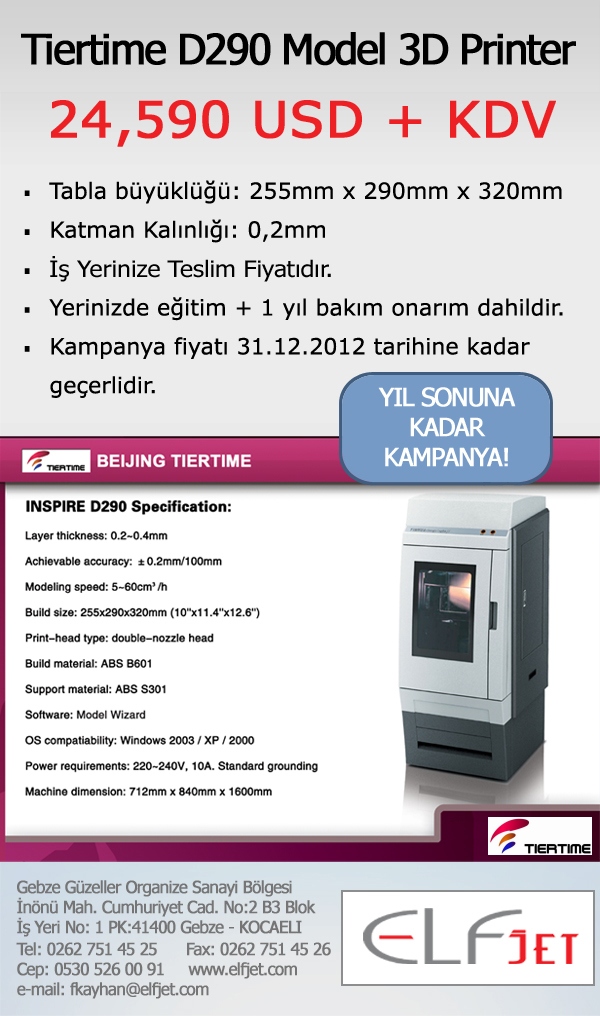 Tiertime D290 Model 3D Printer
24,590 USD + KDV
▪ Tabla büyüklüğü: 255mm x 290mm x 320mm
▪ Katman Kalınlığı: 0,2mm
▪ İş Yerinize Teslim Fiyatıdır.
▪ Yerinizde eğitim + 1 yıl bakım onarım dahildir.
▪ Kampanya fiyatı 31.12.2012 tarihine kadar
geçerlidir.
YIL SONUNA
KADAR
KAMPANYA!
TIERTIME BEIJING TIERTIME
INSPIRE D290 Specification:
Layer thickness: 0.2~0.4mm
Achievable accuracy: ±0.2mm/100mm
Modeling speed: 5~60cm³ /h
Build size: 255x290x320mm (10"x11.4"x12.6")
Print-head type: double-nozzle head
Build material: ABS B601
Support material: ABS S301
Software: Model Wizard
OS compatiability: Windows 2003 / XP / 2000
Power requirements: 220~240V, 10A. Standard grounding
Machine dimension: 712mm x 840mm x 1600mm
TIERTIME
Gebze Güzeller Organize Sanayi Bölgesi
İnönü Mah. Cumhuriyet Cad. No:2 B3 Blok
İş Yeri No: 1 PK:41400 Gebze - KOCAELI
Tel: 0262 751 45 25 Fax: 0262 751 45 26
Cep: 0530 526 00 91 www.elfjet.com
e-mail: fkayhan@elfjet.com
ELFJET